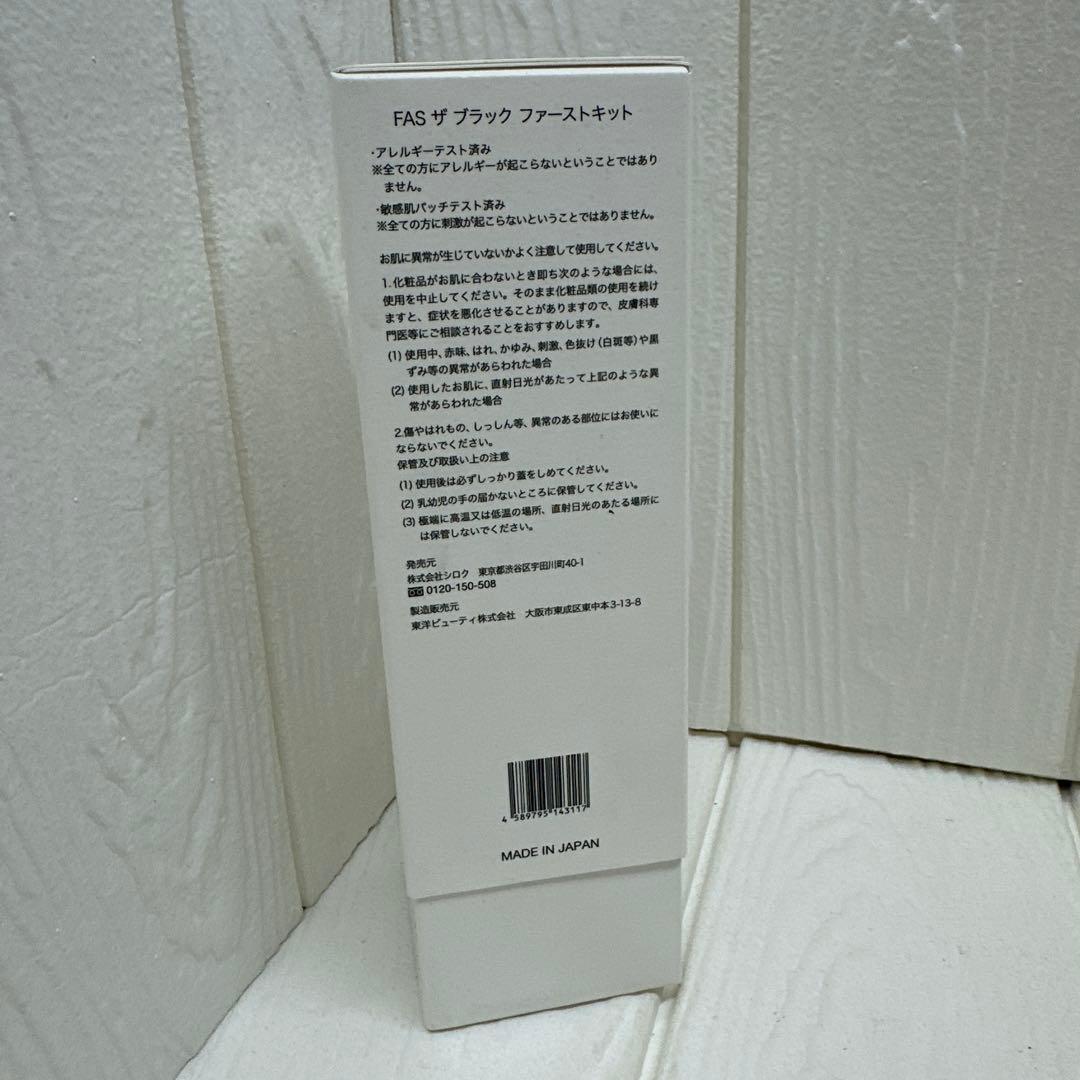 FAS ザ ブラック ファーストキット
・アレルギーテスト済み
※全ての方にアレルギーが起こらないということではあり
ません。
・敏感肌パッチテスト済み
※全ての方に刺激が起こらないということではありません。
お肌に異常が生じていないかよく注意して使用してください。
1.化粧品がお肌に合わないとき即ち次のような場合には、
使用を中止してください。そのまま化粧品類の使用を続け
ますと、症状を悪化させることがありますので、皮膚科専
門医等にご相談されることをおすすめします。
(1) 使用中、赤味、はれ、かゆみ、刺激、色抜け(白斑等)や黒
ずみ等の異常があらわれた場合
(2) 使用したお肌に、直射日光があたって上記のような異
常があらわれた場合
2.傷やはれもの、しっしん等、異常のある部位にはお使いに
ならないでください。
保管及び取扱い上の注意
(1) 使用後は必ずしっかり蓋をしめてください。
(2) 乳幼児の手の届かないところに保管してください。
(3) 極端に高温又は低温の場所、直射日光のあたる場所に
は保管しないでください。
発売元
株式会社シロク 東京都渋谷区宇田川町40-1
0120-150-508
製造販売元
東洋ビューティ株式会社 大阪市東成区東中本3-13-8
4 589795 143117
MADE IN JAPAN